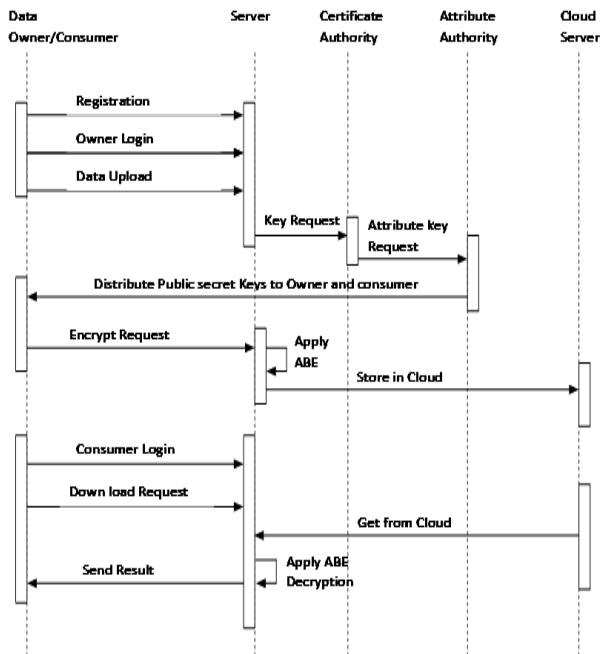 Data
Owner/Consumer
Server
Certificate
Authority
Attribute
Authority
Cloud
Server
Registration
Owner Login
Data Upload
Key Request
Attribute key
Request
Distribute Public secret Keys to Owner and consumer
Encrypt Request
Apply
ABE
Store in Cloud
Consumer Login
Down load Request
Get from Cloud
Apply ABE
Decryption
Send Result